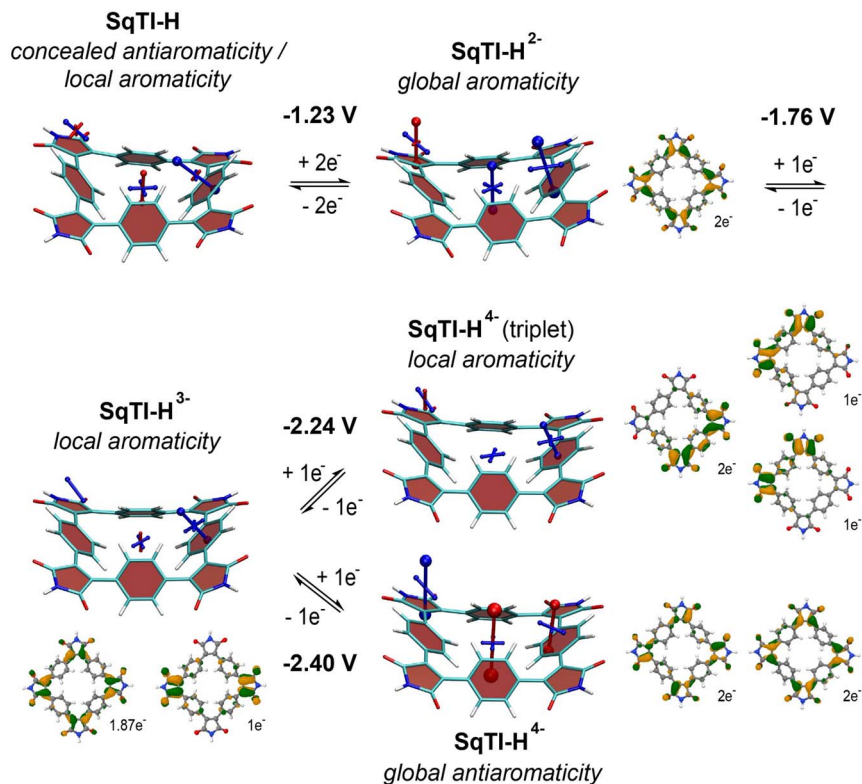 SqTI-H
concealed antiaromaticity /
local aromaticity
-1.23 V
+ 2e-
- 2e-
SqTI-H2-
global aromaticity
2e-
-1.76 V
+ 1e-
- 1e-
SqTI-H3-
local aromaticity
1.87e-
1e-
-2.24 V
+ 1e-
- 1e-
SqTI-H4- (triplet)
local aromaticity
2e-
1e-
1e-
+ 1e-
- 1e-
-2.40 V
SqTI-H4-
global antiaromaticity
2e-
2e-